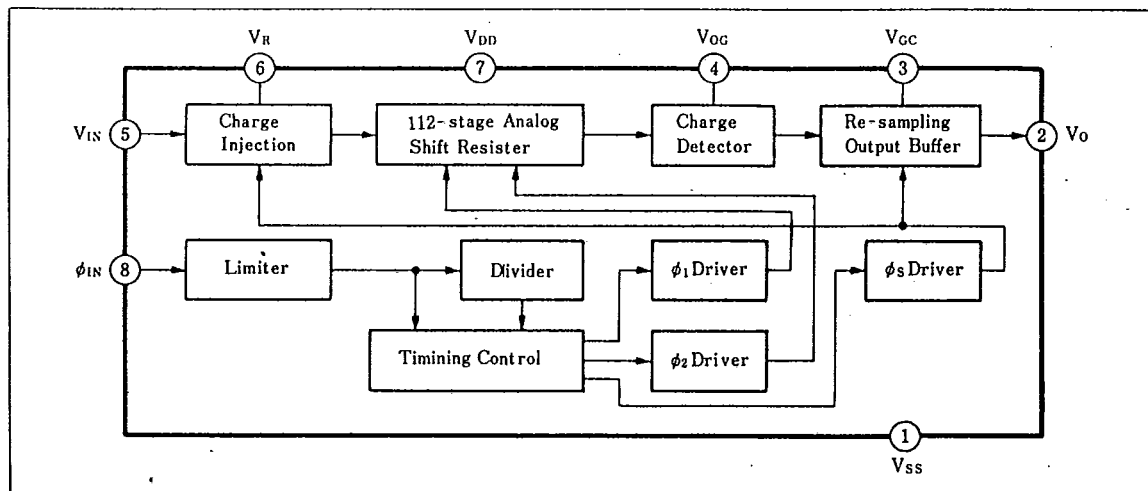 VR
VDD
VOG
VGC
6
7
4
3
VIN
5
Charge
Injection
112-stage Analog
Shift Resister
Charge
Detector
Re-sampling
Output Buffer
2
VO
ϕIN
8
Limiter
Divider
ϕ1 Driver
ϕS Driver
Timining Control
ϕ2 Driver
1
VSS